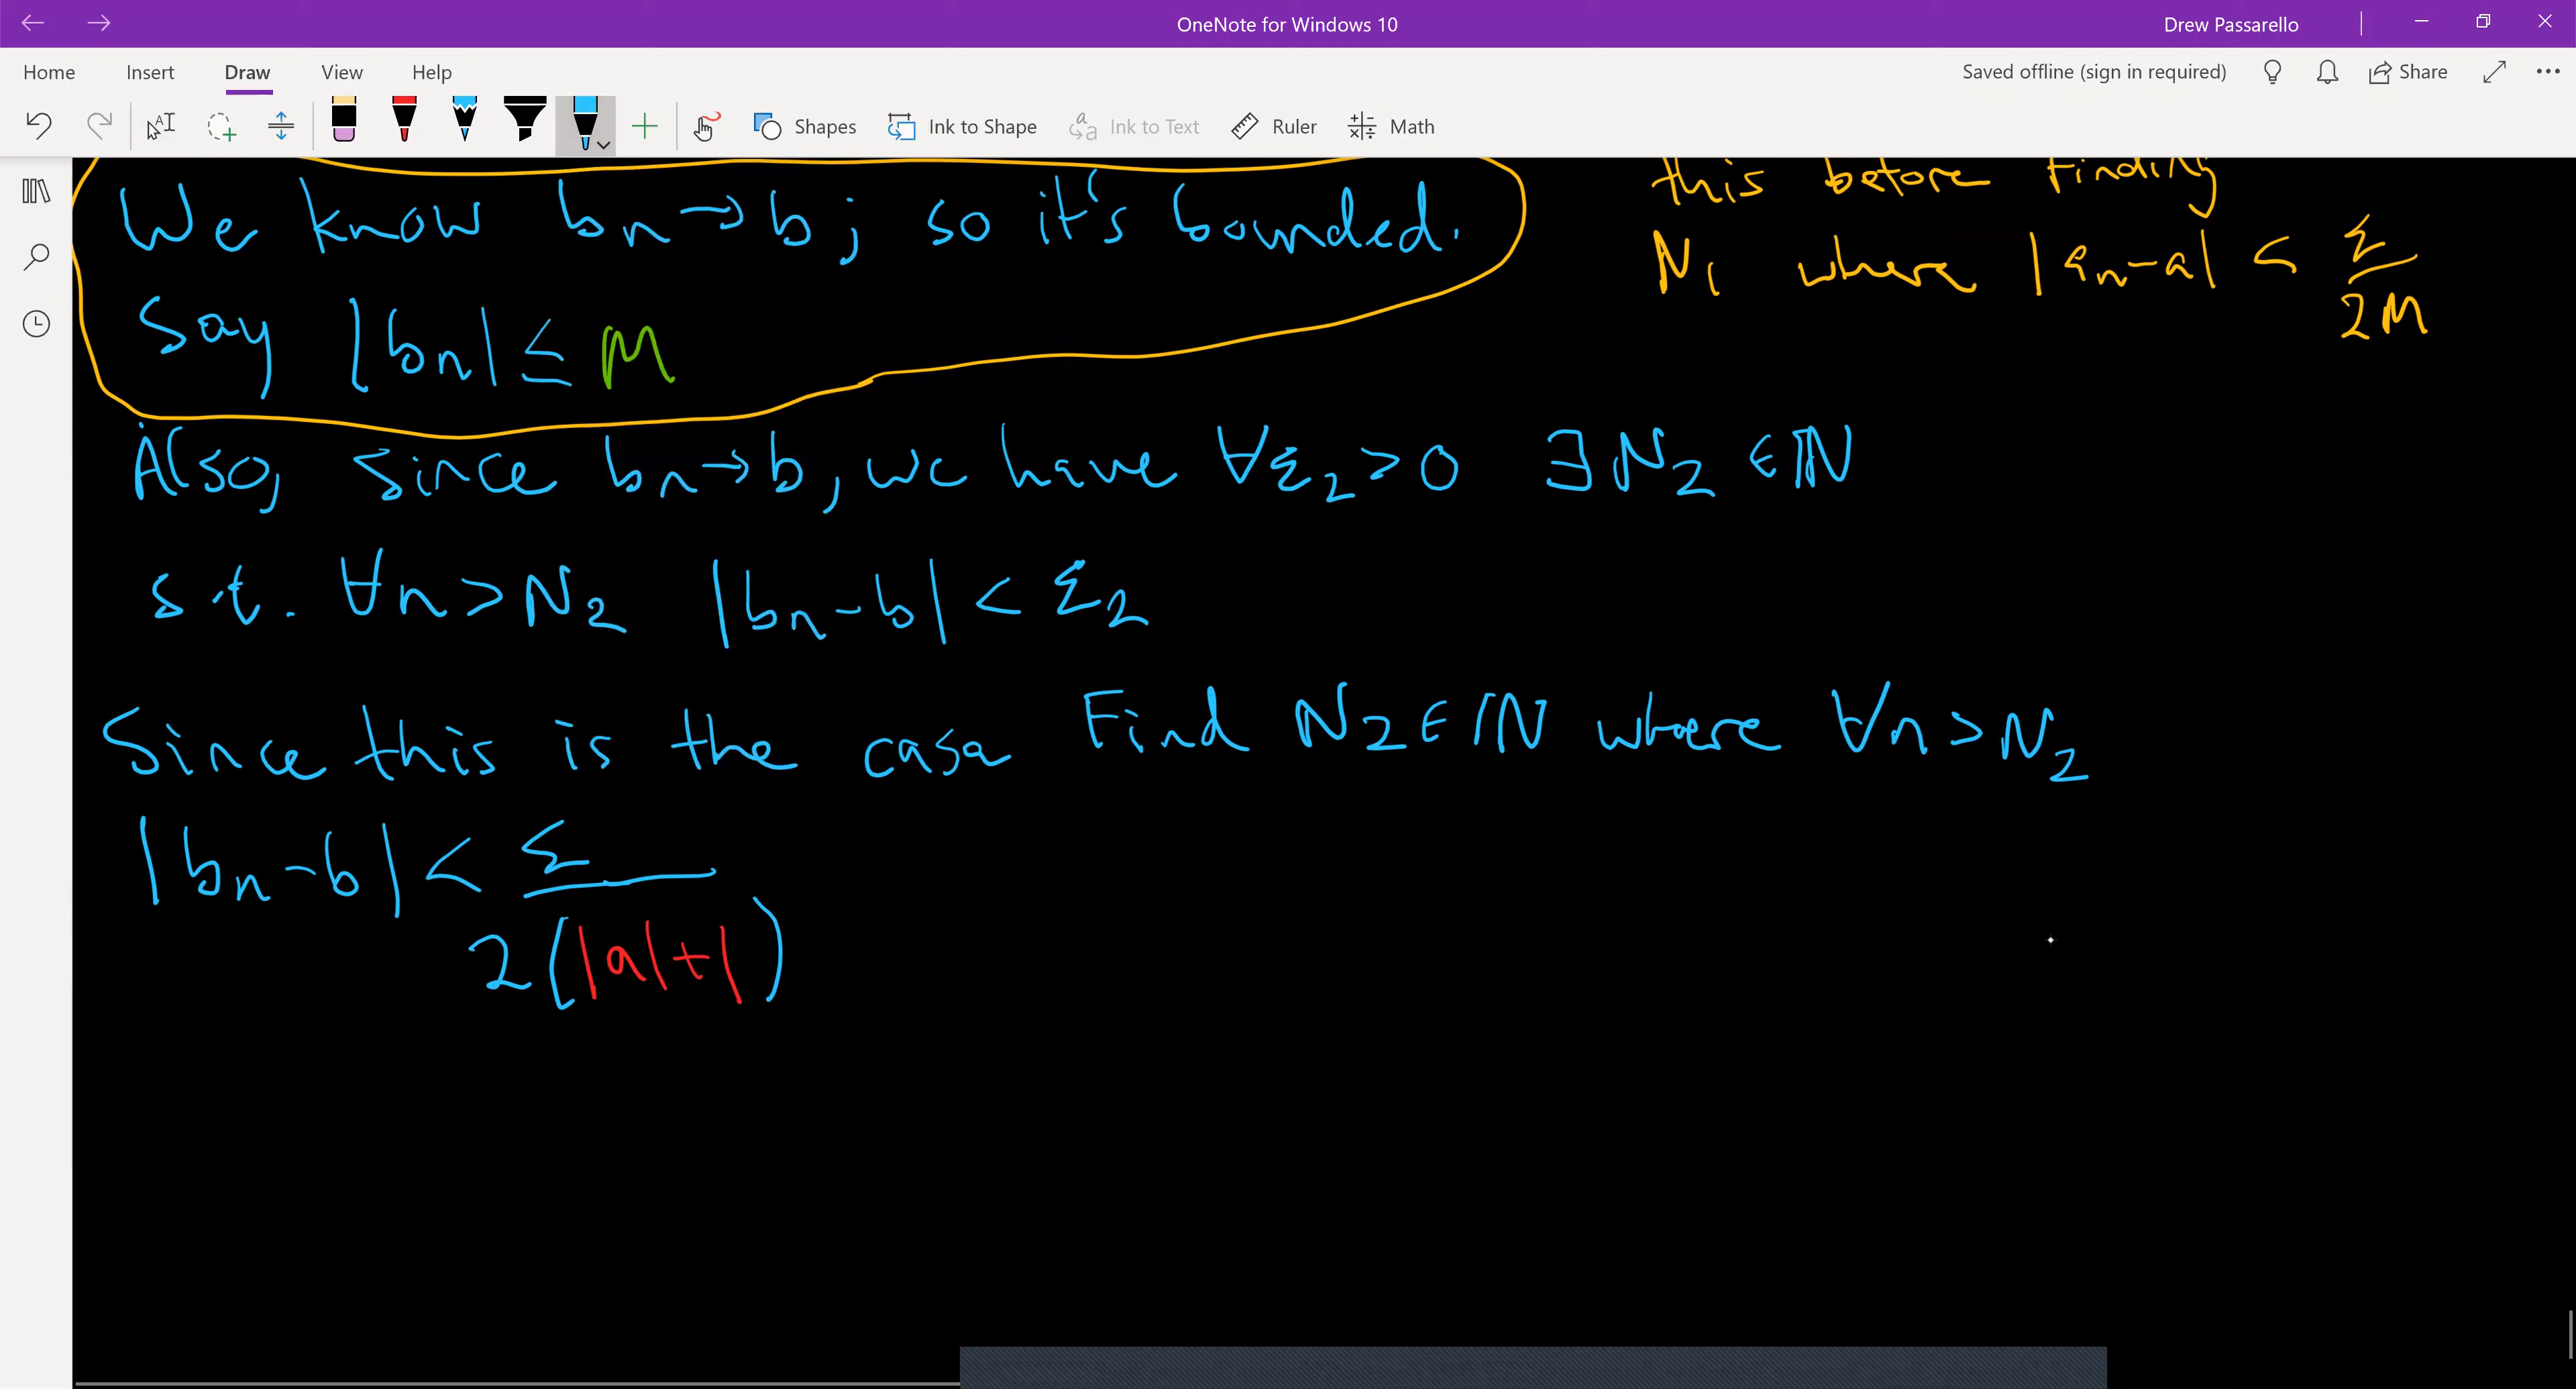 OneNote for Windows 10
Drew Passarello
Home Insert Draw View Help
Saved offline (sign in required) Share
Shapes Ink to Shape Ink to Text Ruler Math
this before finding
N₁ where |aₙ-a| < ε/2M
We know bₙ→b; so it's bounded.
Say |bₙ| ≤ M
Also, since bₙ→b, we have ∀ε₂>0 ∃N₂ ∈ℕ
s.t. ∀n>N₂ |bₙ-b| < ε₂
Since this is the case Find N₂∈ℕ where ∀n>N₂
|bₙ-b| < ε/2(|a|+1)